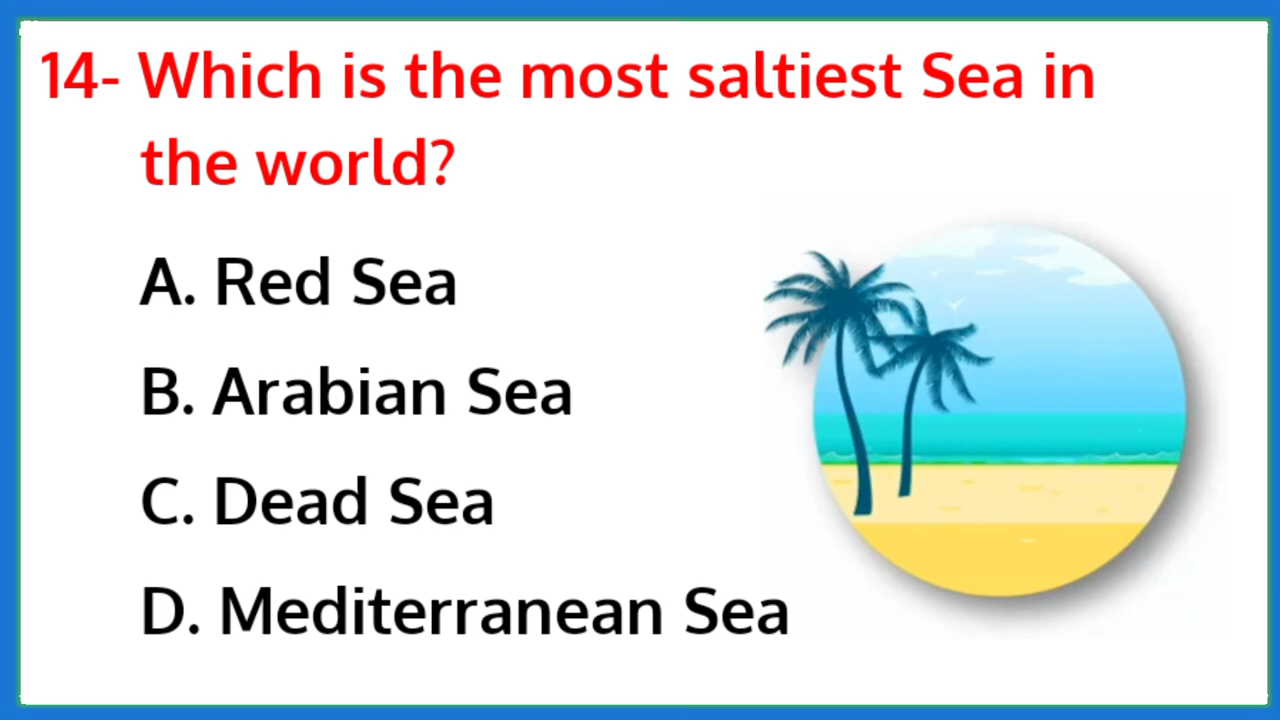 14- Which is the most saltiest Sea in
the world?
A. Red Sea
B. Arabian Sea
C. Dead Sea
D. Mediterranean Sea